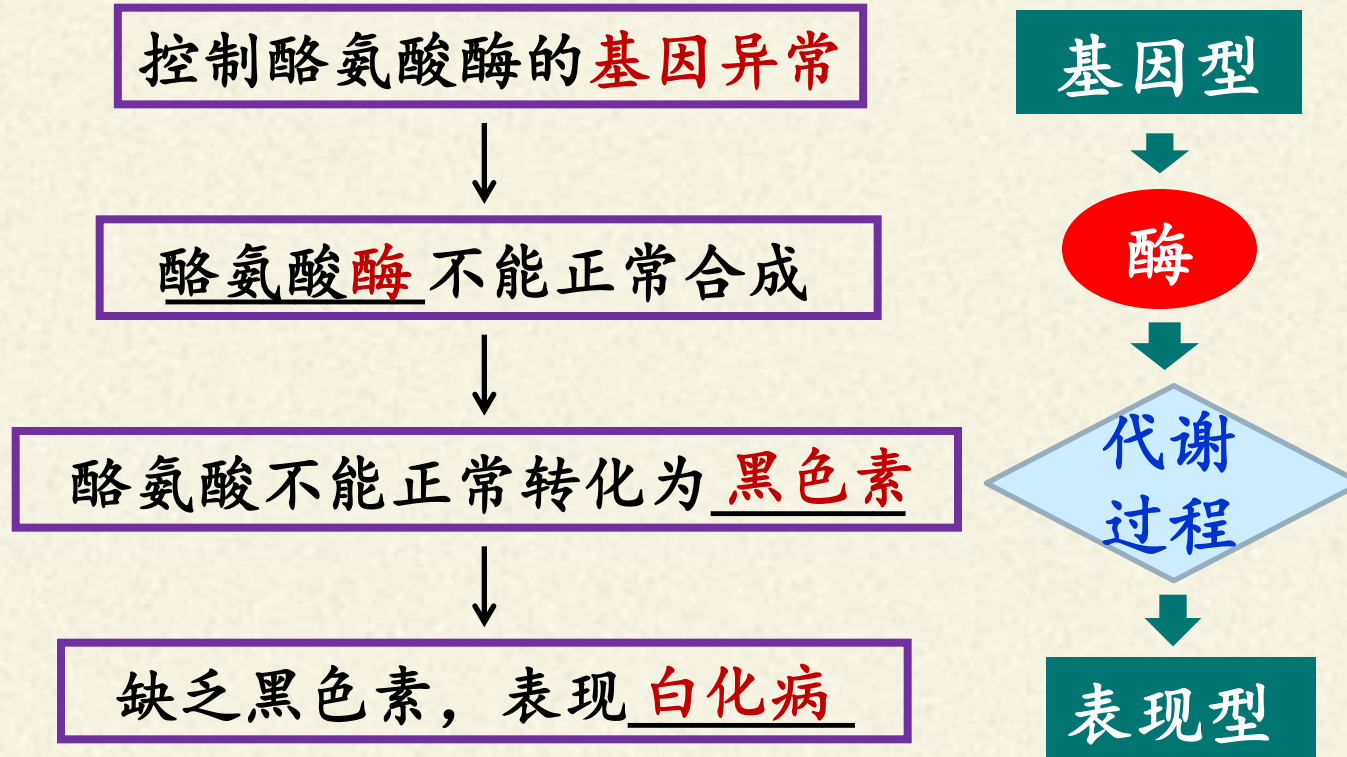 控制酪氨酸酶的基因异常
基因型
酪氨酸酶不能正常合成
酶
酪氨酸不能正常转化为黑色素
代谢
过程
缺乏黑色素，表现白化病
表现型